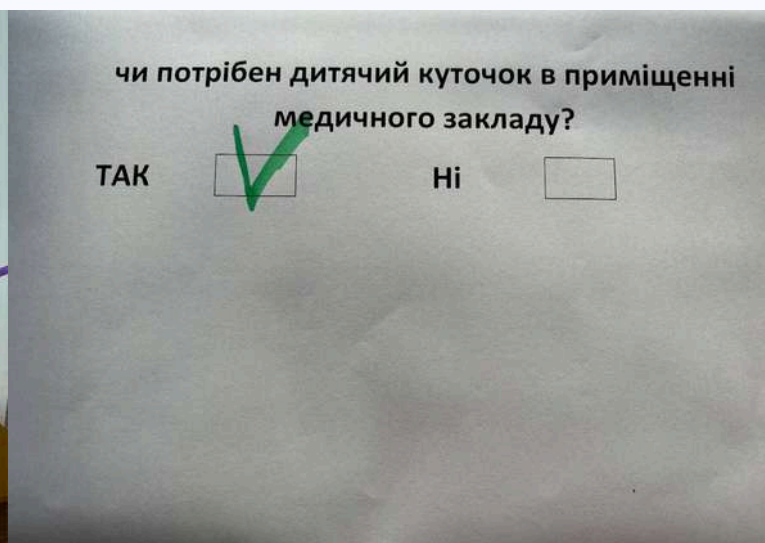 чи потрібен дитячий куточок в приміщенні
медичного закладу?
ТАК Ні